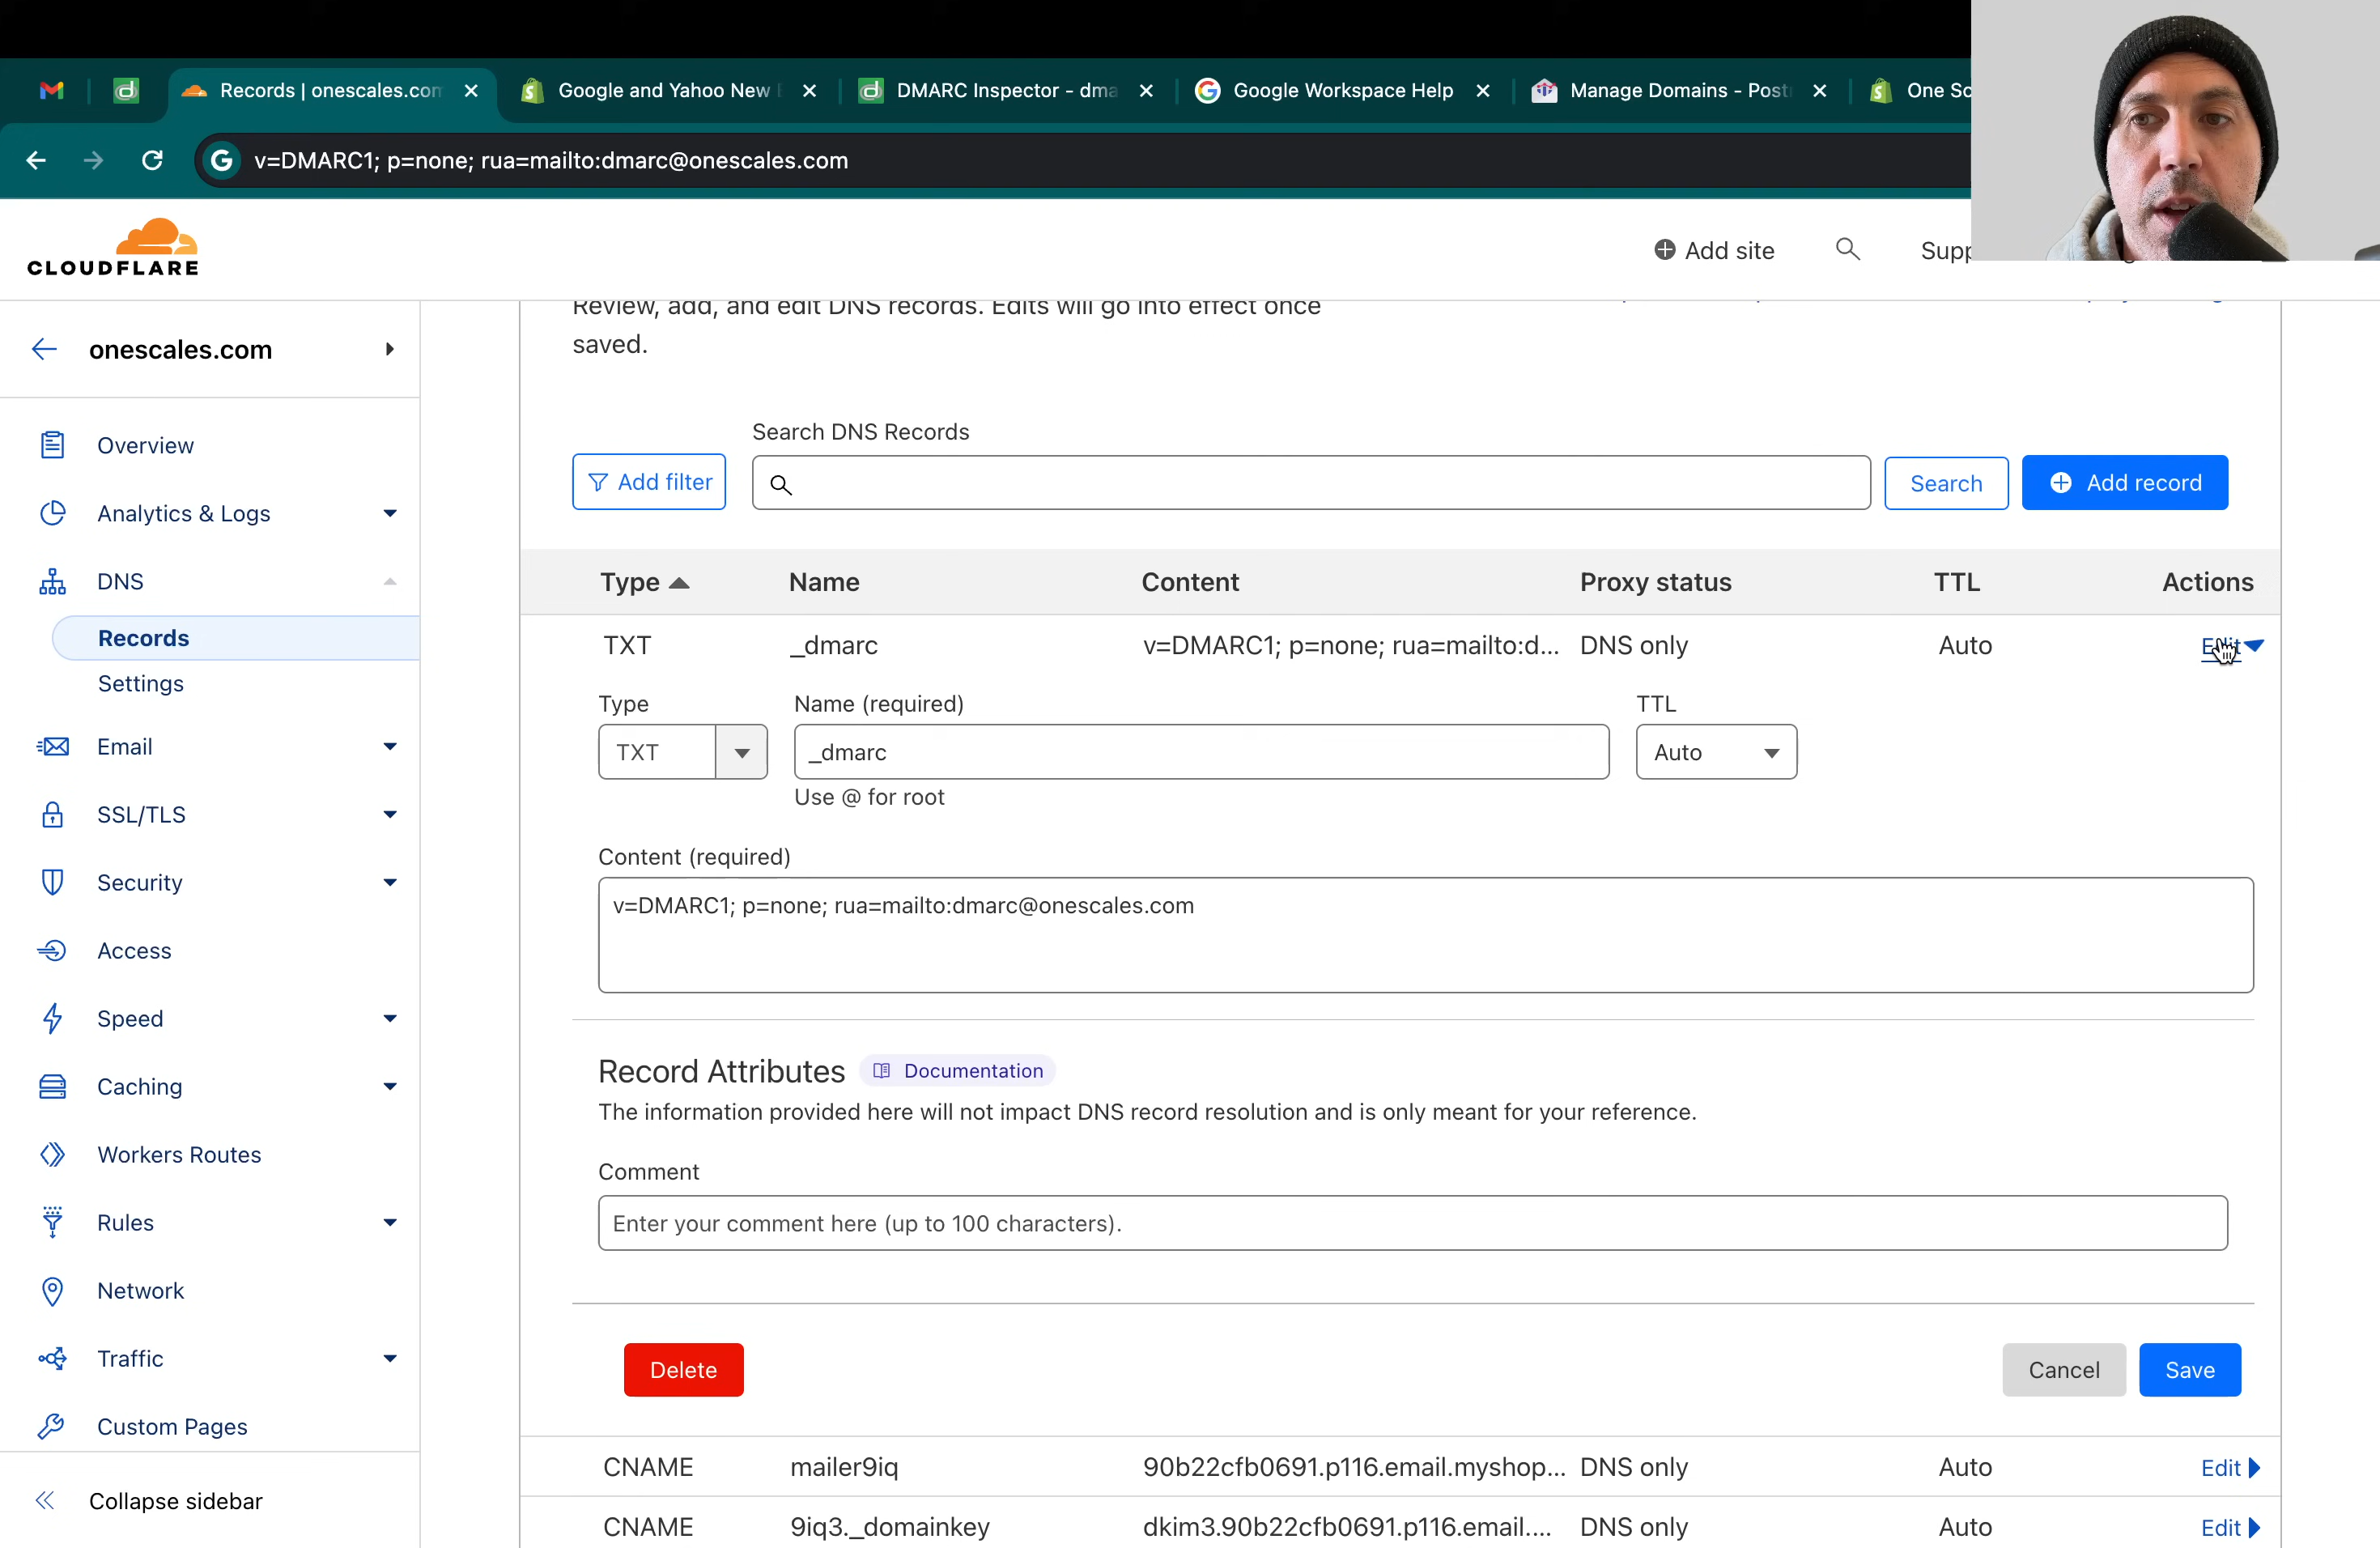 Records | onescales.com
Google and Yahoo New
DMARC Inspector - dma
Google Workspace Help
Manage Domains - Post
One Sc
v=DMARC1; p=none; rua=mailto:dmarc@onescales.com
CLOUDFLARE
Add site
Supp
onescales.com
Review, add, and edit DNS records. Edits will go into effect once
saved.
Overview
Analytics & Logs
DNS
Records
Settings
Email
SSL/TLS
Security
Access
Speed
Caching
Workers Routes
Rules
Network
Traffic
Custom Pages
Collapse sidebar
Search DNS Records
Add filter
Search
Add record
Type Name Content Proxy status TTL Actions
TXT _dmarc v=DMARC1; p=none; rua=mailto:d... DNS only Auto Edit
Type Name (required) TTL
TXT _dmarc Auto
Use @ for root
Content (required)
v=DMARC1; p=none; rua=mailto:dmarc@onescales.com
Record Attributes Documentation
The information provided here will not impact DNS record resolution and is only meant for your reference.
Comment
Enter your comment here (up to 100 characters).
Delete Cancel Save
CNAME mailer9iq 90b22cfb0691.p116.email.myshop... DNS only Auto Edit
CNAME 9iq3._domainkey dkim3.90b22cfb0691.p116.email.... DNS only Auto Edit